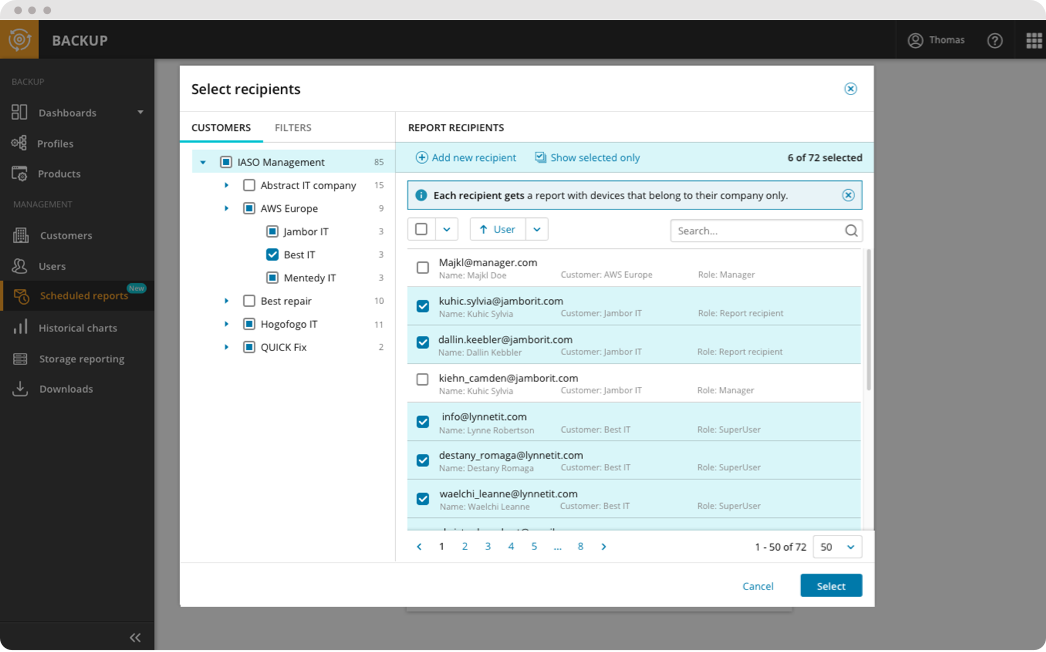 BACKUP
Thomas
BACKUP
Dashboards
Profiles
Products
MANAGEMENT
Customers
Users
Scheduled reports New
Historical charts
Storage reporting
Downloads
Select recipients
CUSTOMERS FILTERS
IASO Management 85
Abstract IT company 15
AWS Europe 9
Jambor IT 3
Best IT 3
Mentedy IT 3
Best repair 10
Hogofogo IT 11
QUICK Fix 2
REPORT RECIPIENTS
Add new recipient Show selected only 6 of 72 selected
Each recipient gets a report with devices that belong to their company only.
User Search...
Majkl@manager.com
Name: Majkl Doe Customer: AWS Europe Role: Manager
kuhic.sylvia@jamborit.com
Name: Kuhic Sylvia Customer: Jambor IT Role: Report recipient
dallin.keebler@jamborit.com
Name: Dallin Kebbler Customer: Jambor IT Role: Report recipient
kiehn_camden@jamborit.com
Name: Kuhic Sylvia Customer: Jambor IT Role: Manager
info@lynnetit.com
Name: Lynne Robertson Customer: Best IT Role: SuperUser
destany_romaga@lynnetit.com
Name: Destany Romaga Customer: Best IT Role: SuperUser
waelchi_leanne@lynnetit.com
Name: Waelchi Leanne Customer: Best IT Role: SuperUser
1 2 3 4 5 ... 8 1 - 50 of 72 50
Cancel Select